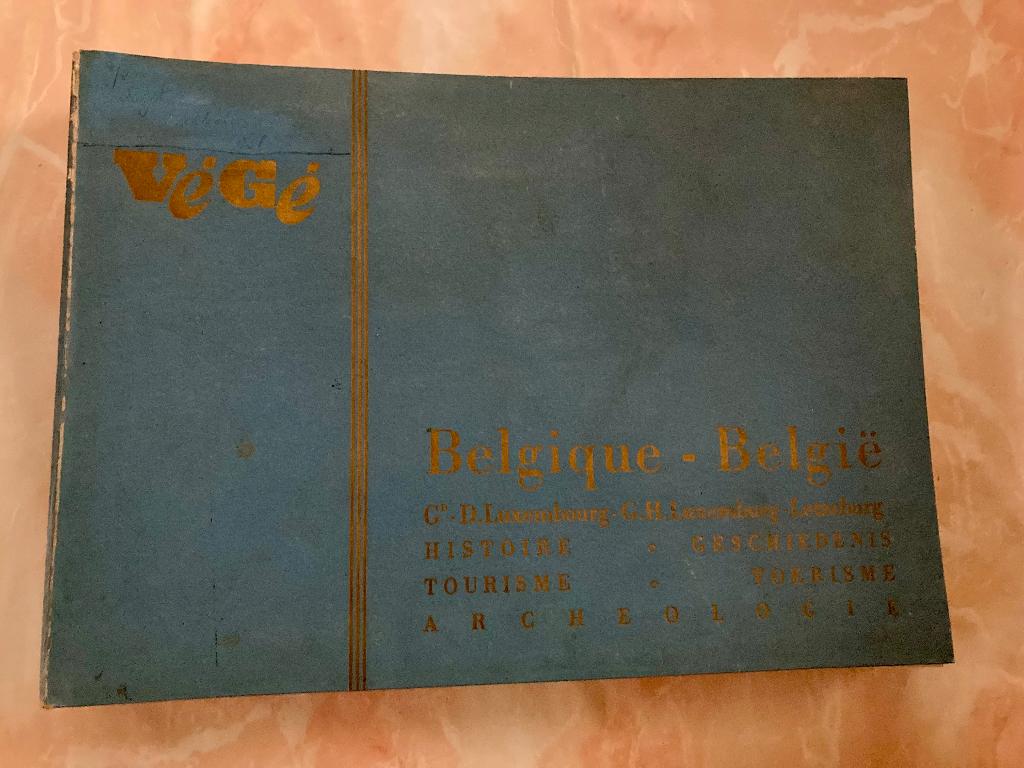 VéGé
Belgique - België
Gᴰ-D.Luxembourg-G.H.Luxemburg-Letzeburg
HISTOIRE • GESCHIEDENIS
TOURISME • TOERISME
ARCHEOLOGIE